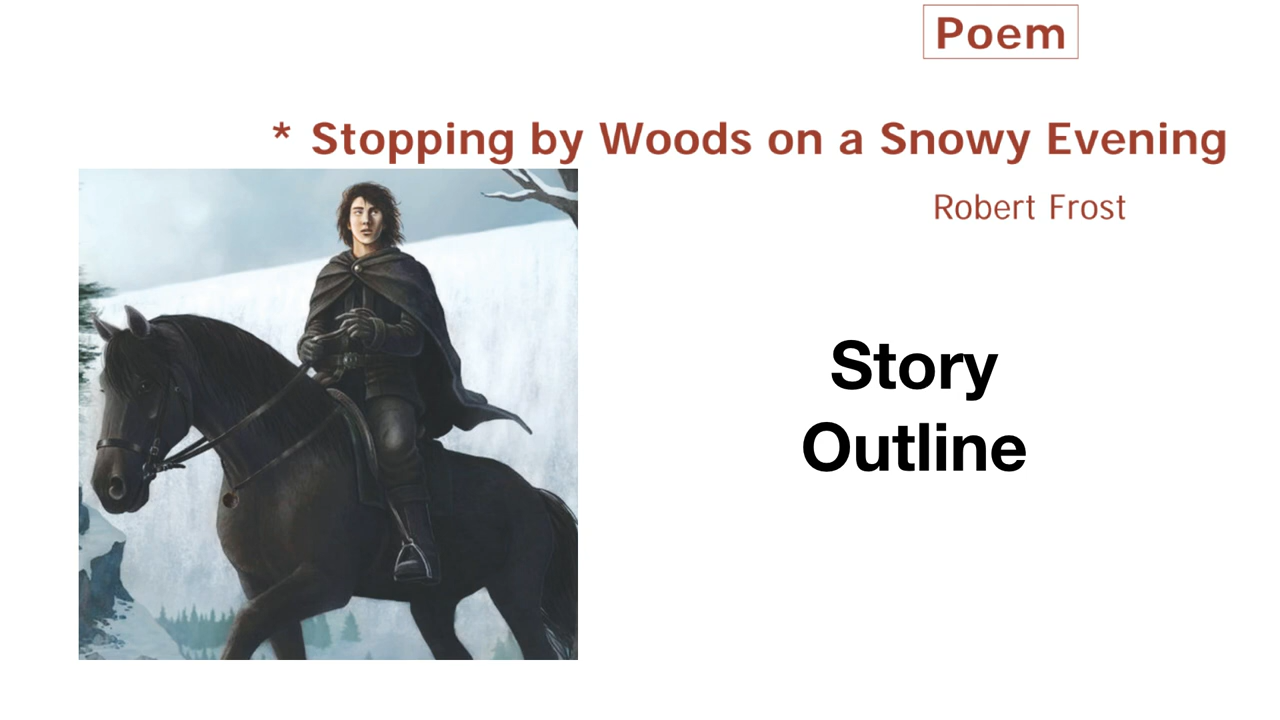 Poem
* Stopping by Woods on a Snowy Evening
Robert Frost
Story
Outline